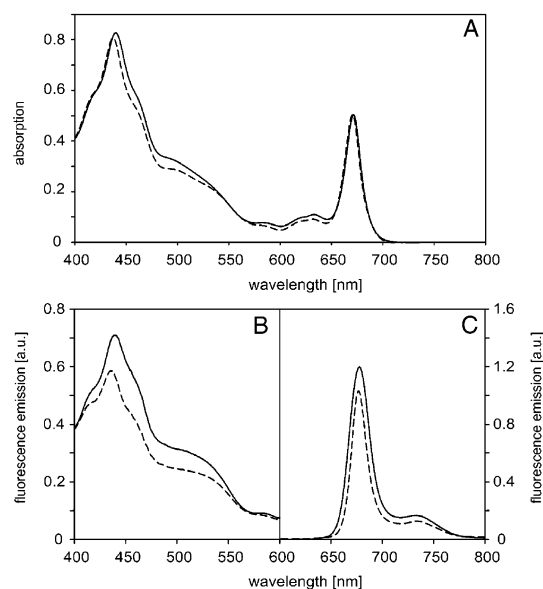 A
0.8
0.6
0.4
0.2
0
absorption
400 450 500 550 600 650 700 750 800
wavelength [nm]
B
0.8
0.6
0.4
0.2
0
fluorescence emission [a.u.]
400 450 500 550 600
C
1.6
1.2
0.8
0.4
0
fluorescence emission [a.u.]
650 700 750 800
wavelength [nm]
wavelength [nm]